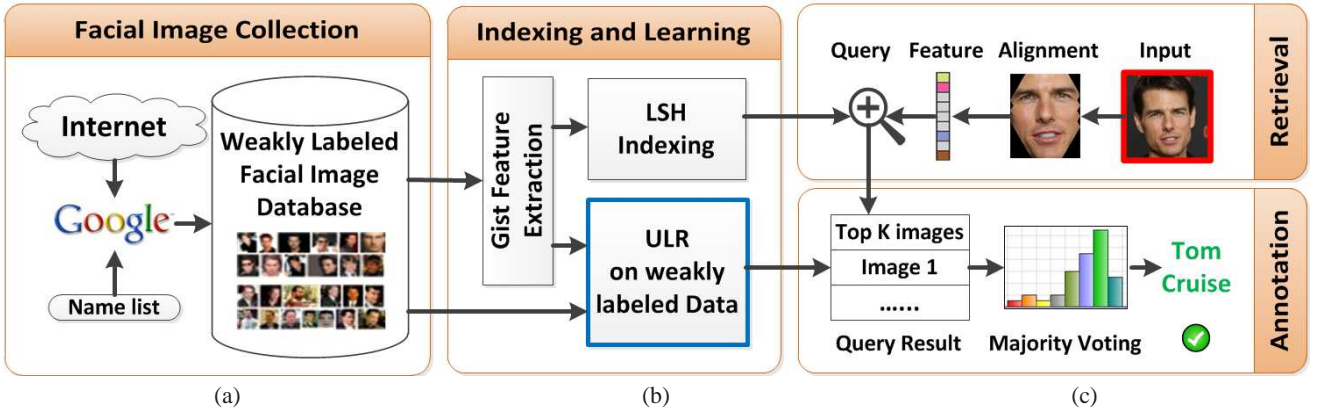 Facial Image Collection
Internet
Google
Name list
Weakly Labeled
Facial Image
Database
(a)
Indexing and Learning
Gist Feature
Extraction
LSH
Indexing
ULR
on weakly
labeled Data
(b)
Query
Feature
Alignment
Input
Retrieval
Top K images
Image 1
......
Query Result
Majority Voting
Tom
Cruise
Annotation
(c)